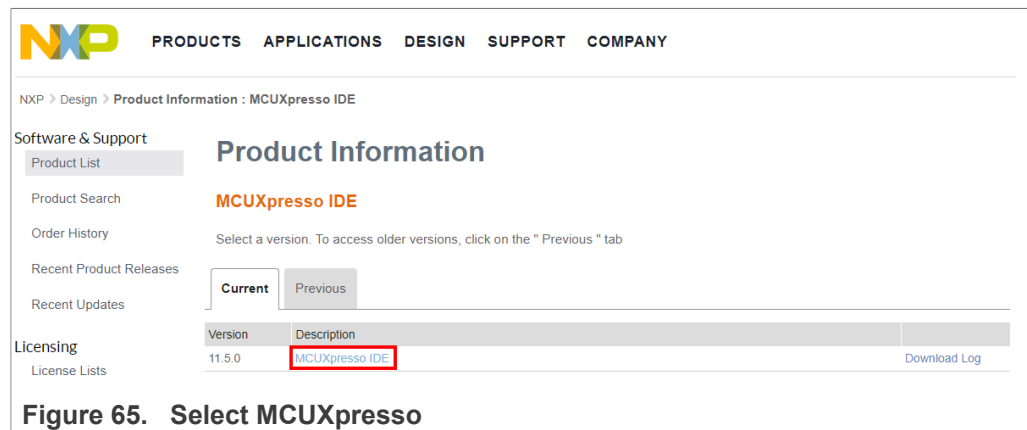 NXP
PRODUCTS APPLICATIONS DESIGN SUPPORT COMPANY
NXP > Design > Product Information : MCUXpresso IDE
Software & Support
Product List
Product Search
Order History
Recent Product Releases
Recent Updates
Licensing
License Lists
Product Information
MCUXpresso IDE
Select a version. To access older versions, click on the " Previous " tab
Current Previous
Version Description
11.5.0 MCUXpresso IDE Download Log
Figure 65. Select MCUXpresso